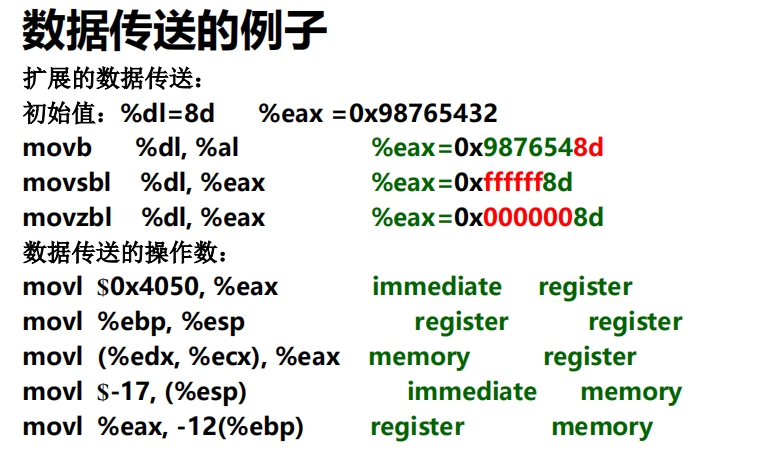 数据传送的例子
扩展的数据传送：
初始值：%dl=8d %eax =0x98765432
movb %dl, %al %eax=0x9876548d
movsbl %dl, %eax %eax=0xffffff8d
movzbl %dl, %eax %eax=0x0000008d
数据传送的操作数：
movl $0x4050, %eax immediate register
movl %ebp, %esp register register
movl (%edx, %ecx), %eax memory register
movl $-17, (%esp) immediate memory
movl %eax, -12(%ebp) register memory